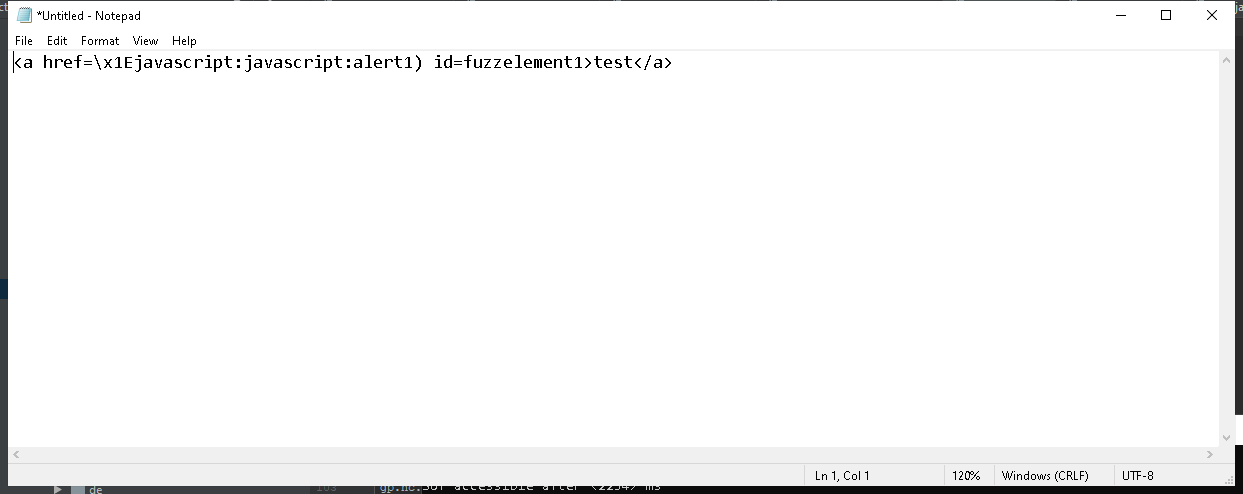 *Untitled - Notepad
File Edit Format View Help
<a href=\x1Ejavascript:javascript:alert1) id=fuzzelement1>test</a>
Ln 1, Col 1 120% Windows (CRLF) UTF-8
de